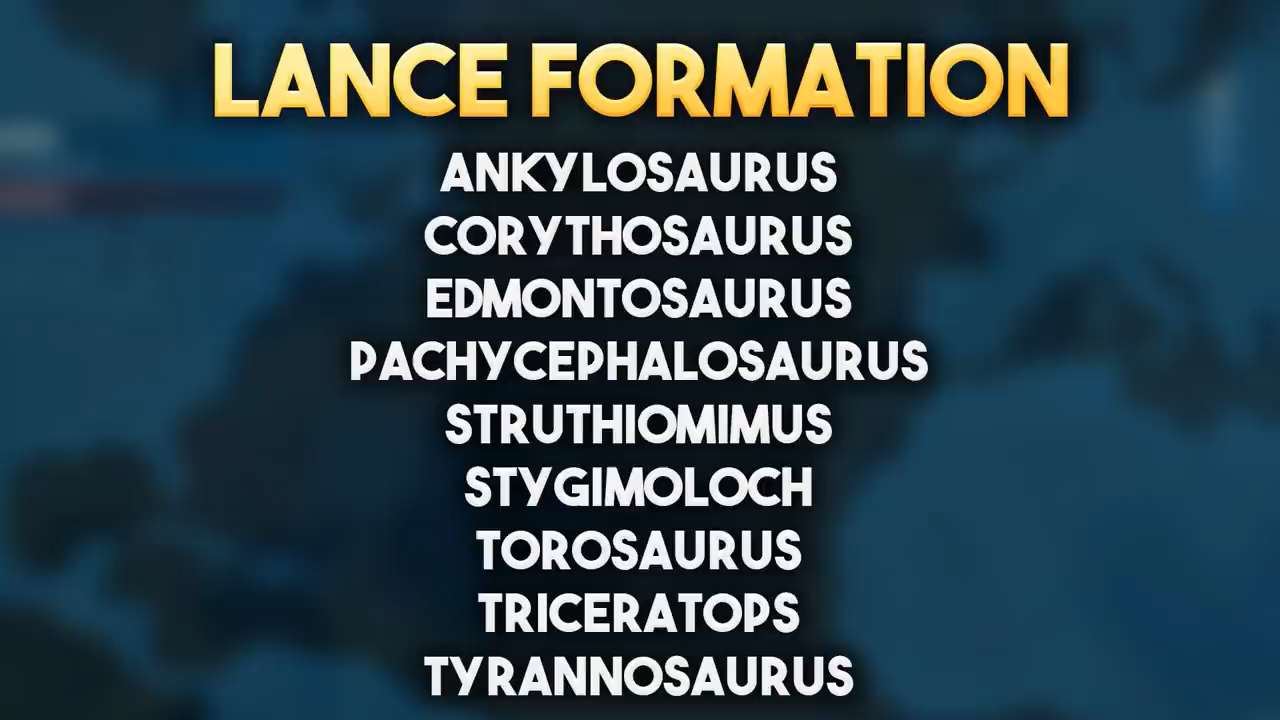 LANCE FORMATION
ANKYLOSAURUS
CORYTHOSAURUS
EDMONTOSAURUS
PACHYCEPHALOSAURUS
STRUTHIOMIMUS
STYGIMOLOCH
TOROSAURUS
TRICERATOPS
TYRANNOSAURUS